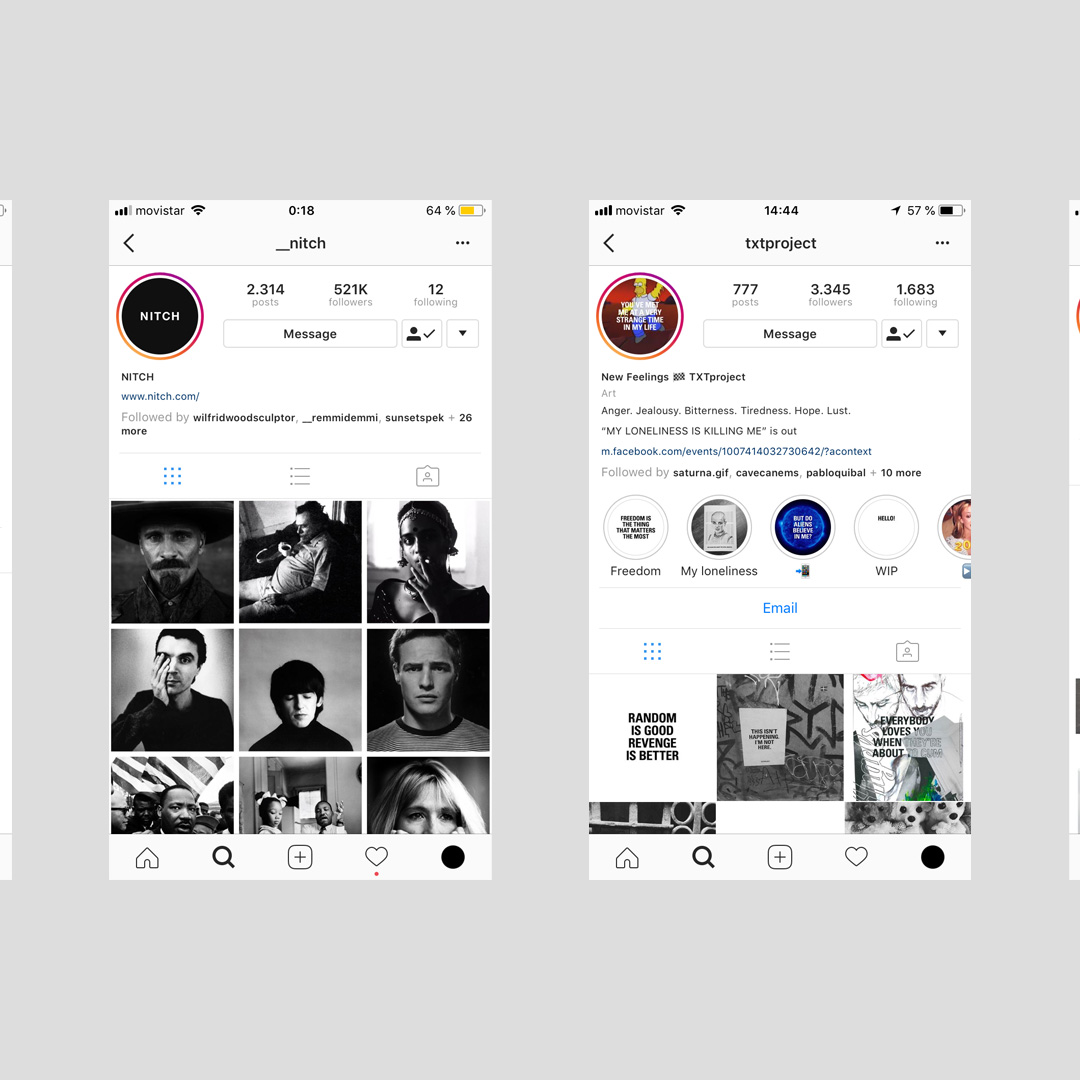 movistar 0:18 64 %
__nitch
NITCH
2.314 521K 12
posts followers following
Message
NITCH
www.nitch.com/
Followed by wilfridwoodsculptor, __remmidemmi, sunsetspek + 26
more
movistar 14:44 57 %
txtproject
YOU'VE MET
ME AT A VERY
STRANGE TIME
IN MY LIFE
777 3.345 1.683
posts followers following
Message
New Feelings 🏁 TXTproject
Art
Anger. Jealousy. Bitterness. Tiredness. Hope. Lust.
“MY LONELINESS IS KILLING ME” is out
m.facebook.com/events/1007414032730642/?acontext
Followed by saturna.gif, cavecanems, pabloquibal + 10 more
FREEDOM IS
THE THING
THAT MATTERS
THE MOST
BUT DO
ALIENS
BELIEVE
IN ME?
HELLO!
Freedom My loneliness 📲 WIP
Email
RANDOM
IS GOOD
REVENGE
IS BETTER
THIS ISN'T
HAPPENING.
I'M NOT
HERE.
EVERYBODY
LOVES YOU
WHEN THEY'RE
ABOUT TO CUM